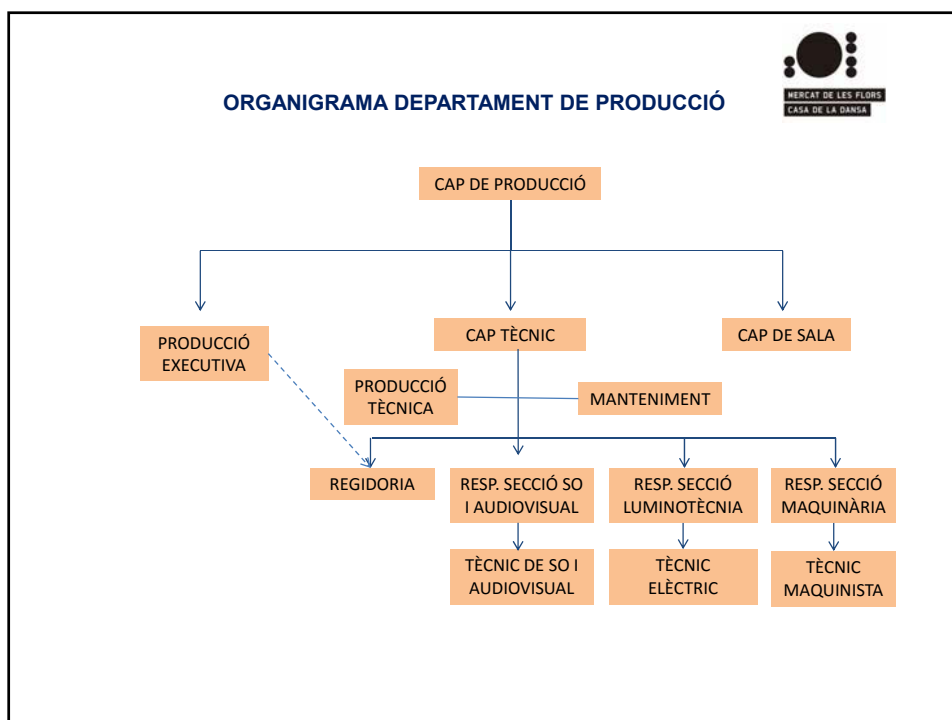 MERCAT DE LES FLORS
CASA DE LA DANSA
ORGANIGRAMA DEPARTAMENT DE PRODUCCIÓ
CAP DE PRODUCCIÓ
PRODUCCIÓ
EXECUTIVA
CAP TÈCNIC
CAP DE SALA
PRODUCCIÓ
TÈCNICA
MANTENIMENT
REGIDORIA
RESP. SECCIÓ SO
I AUDIOVISUAL
RESP. SECCIÓ
LUMINOTÈCNIA
RESP. SECCIÓ
MAQUINÀRIA
TÈCNIC DE SO I
AUDIOVISUAL
TÈCNIC
ELÈCTRIC
TÈCNIC
MAQUINISTA